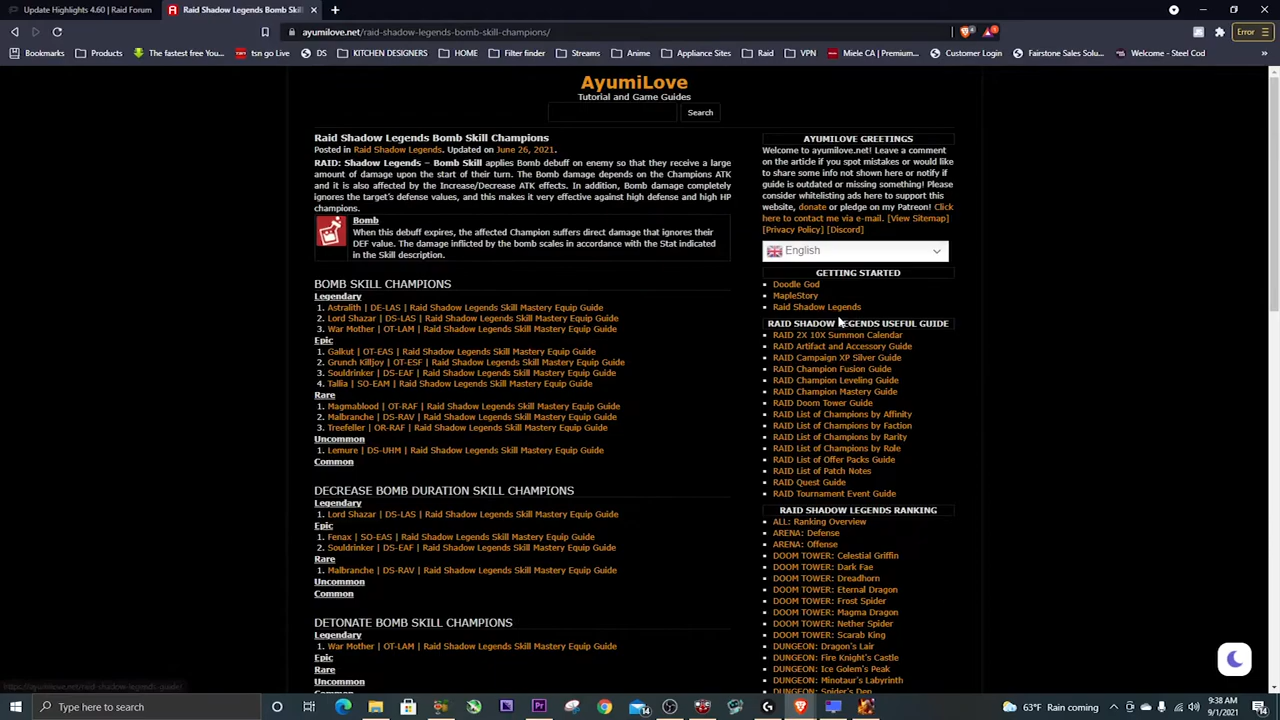 Update Highlights 4.60 | Raid Forum
Raid Shadow Legends Bomb Skill
ayumilove.net/raid-shadow-legends-bomb-skill-champions/
Error
Bookmarks
Products
The fastest free You...
tsn go Live
DS
KITCHEN DESIGNERS
HOME
Filter finder
Streams
Anime
Appliance Sites
Raid
VPN
Miele CA | Premium...
Customer Login
Fairstone Sales Solu...
Welcome - Steel Cod
AyumiLove
Tutorial and Game Guides
Search
Raid Shadow Legends Bomb Skill Champions
Posted in Raid Shadow Legends. Updated on June 26, 2021.
RAID: Shadow Legends – Bomb Skill applies Bomb debuff on enemy so that they receive a large
amount of damage upon the start of their turn. The Bomb damage depends on the Champions ATK
and it is also affected by the Increase/Decrease ATK effects. In addition, Bomb damage completely
ignores the target's defense values, and this makes it very effective against high defense and high HP
champions.
Bomb
When this debuff expires, the affected Champion suffers direct damage that ignores their
DEF value. The damage inflicted by the bomb scales in accordance with the Stat indicated
in the Skill description.
BOMB SKILL CHAMPIONS
Legendary
1. Astralith | DE-LAS | Raid Shadow Legends Skill Mastery Equip Guide
2. Lord Shazar | DS-LAS | Raid Shadow Legends Skill Mastery Equip Guide
3. War Mother | OT-LAM | Raid Shadow Legends Skill Mastery Equip Guide
Epic
1. Galkut | OT-EAS | Raid Shadow Legends Skill Mastery Equip Guide
2. Grunch Killjoy | OT-ESF | Raid Shadow Legends Skill Mastery Equip Guide
3. Souldrinker | DS-EAF | Raid Shadow Legends Skill Mastery Equip Guide
4. Tallia | SO-EAM | Raid Shadow Legends Skill Mastery Equip Guide
Rare
1. Magmablood | OT-RAF | Raid Shadow Legends Skill Mastery Equip Guide
2. Malbranche | DS-RAV | Raid Shadow Legends Skill Mastery Equip Guide
3. Treefeller | OR-RAF | Raid Shadow Legends Skill Mastery Equip Guide
Uncommon
1. Lemure | DS-UHM | Raid Shadow Legends Skill Mastery Equip Guide
Common
DECREASE BOMB DURATION SKILL CHAMPIONS
Legendary
1. Lord Shazar | DS-LAS | Raid Shadow Legends Skill Mastery Equip Guide
Epic
1. Fenax | SO-EAS | Raid Shadow Legends Skill Mastery Equip Guide
2. Souldrinker | DS-EAF | Raid Shadow Legends Skill Mastery Equip Guide
Rare
1. Malbranche | DS-RAV | Raid Shadow Legends Skill Mastery Equip Guide
Uncommon
Common
DETONATE BOMB SKILL CHAMPIONS
Legendary
1. War Mother | OT-LAM | Raid Shadow Legends Skill Mastery Equip Guide
Epic
Rare
Uncommon
Common
AYUMILOVE GREETINGS
Welcome to ayumilove.net! Leave a comment
on the article if you spot mistakes or would like
to share some info not shown here or notify if
guide is outdated or missing something! Please
consider whitelisting ads here to support this
website, donate or pledge on my Patreon! Click
here to contact me via e-mail. [View Sitemap]
[Privacy Policy] [Discord]
English
GETTING STARTED
Doodle God
MapleStory
Raid Shadow Legends
RAID SHADOW LEGENDS USEFUL GUIDE
RAID 2X 10X Summon Calendar
RAID Artifact and Accessory Guide
RAID Campaign XP Silver Guide
RAID Champion Fusion Guide
RAID Champion Leveling Guide
RAID Champion Mastery Guide
RAID Doom Tower Guide
RAID List of Champions by Affinity
RAID List of Champions by Faction
RAID List of Champions by Rarity
RAID List of Champions by Role
RAID List of Offer Packs Guide
RAID List of Patch Notes
RAID Quest Guide
RAID Tournament Event Guide
RAID SHADOW LEGENDS RANKING
ALL: Ranking Overview
ARENA: Defense
ARENA: Offense
DOOM TOWER: Celestial Griffin
DOOM TOWER: Dark Fae
DOOM TOWER: Dreadhorn
DOOM TOWER: Eternal Dragon
DOOM TOWER: Frost Spider
DOOM TOWER: Magma Dragon
DOOM TOWER: Nether Spider
DOOM TOWER: Scarab King
DUNGEON: Dragon's Lair
DUNGEON: Fire Knight's Castle
DUNGEON: Ice Golem's Peak
DUNGEON: Minotaur's Labyrinth
DUNGEON: Spider's Den
https://ayumilove.net/raid-shadow-legends-guide/
Type here to search
63°F Raining coming
9:38 AM
9/1/2021